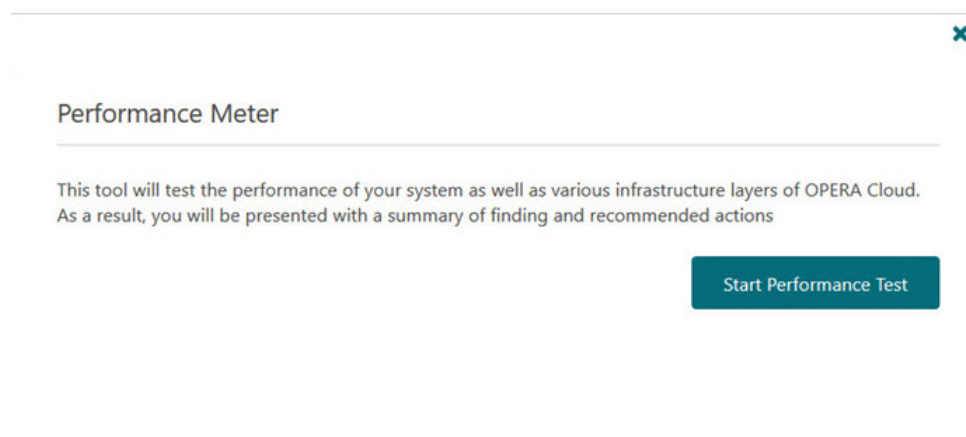 Performance Meter
This tool will test the performance of your system as well as various infrastructure layers of OPERA Cloud.
As a result, you will be presented with a summary of finding and recommended actions
Start Performance Test